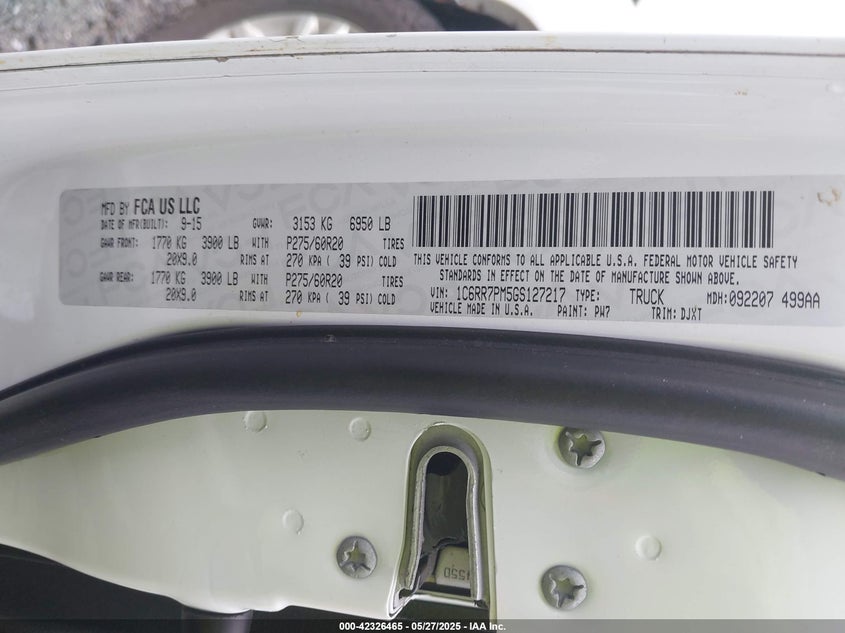 MFD BY FCA US LLC
DATE OF MFR(BUILT): 9-15 GVWR: 3153 KG 6950 LB
GAWR FRONT: 1770 KG 3900 LB WITH P275/60R20 TIRES
20X9.0 RIMS AT 270 KPA ( 39 PSI) COLD
GAWR REAR: 1770 KG 3900 LB WITH P275/60R20 TIRES
20X9.0 RIMS AT 270 KPA ( 39 PSI) COLD
THIS VEHICLE CONFORMS TO ALL APPLICABLE U.S.A. FEDERAL MOTOR VEHICLE SAFETY
STANDARDS IN EFFECT ON THE DATE OF MANUFACTURE SHOWN ABOVE.
VIN: 1C6RR7PM5GS127217 TYPE: TRUCK MDH:092207 499AA
VEHICLE MADE IN U.S.A. PAINT: PW7 TRIM: DJXT
000-42326465 - 05/27/2025 - IAA Inc.